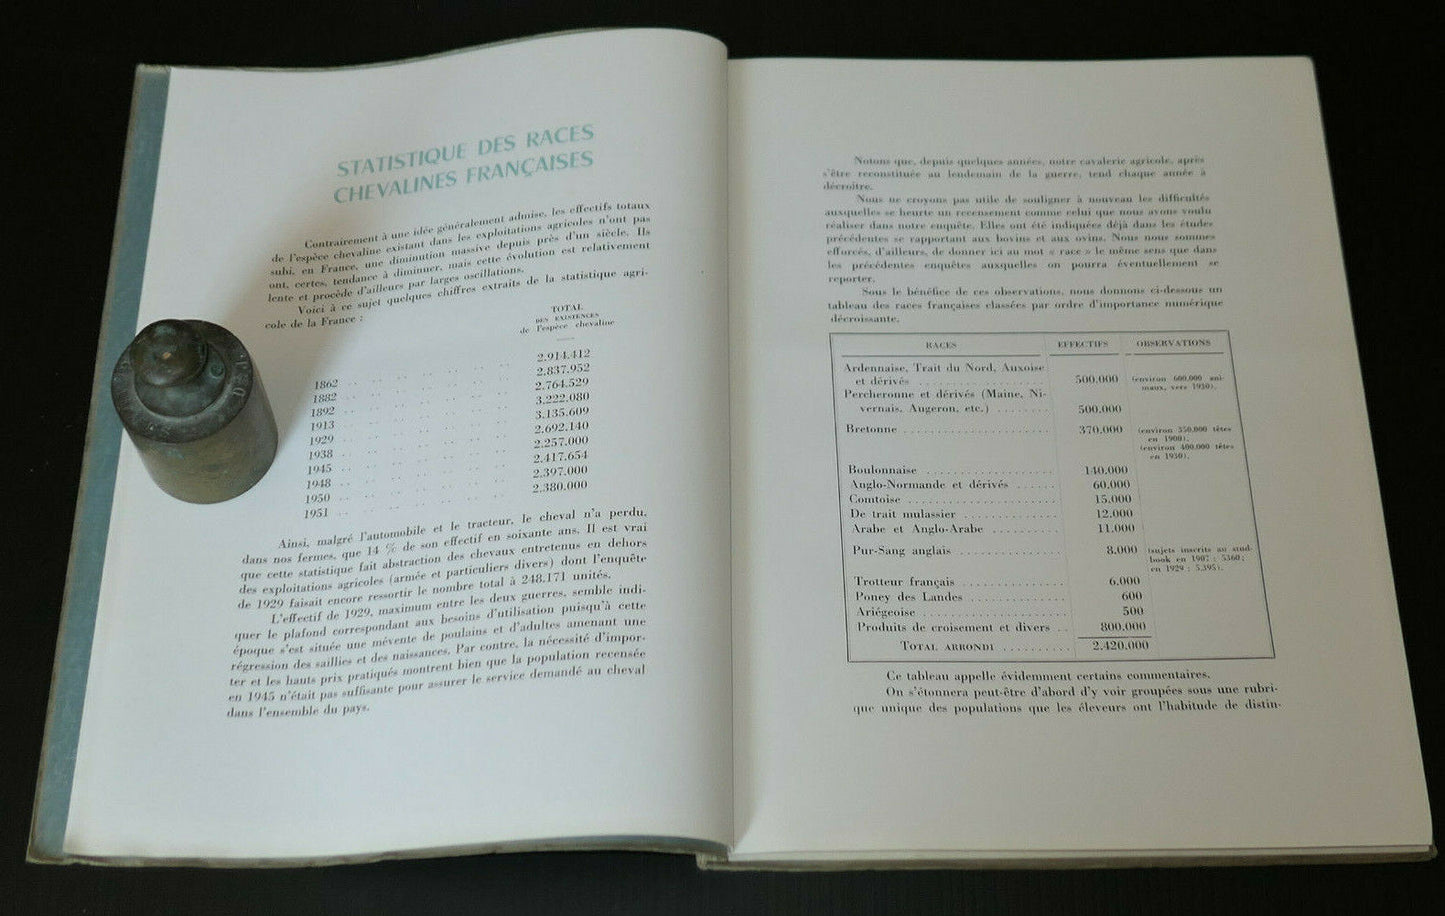 STATISTIQUE DES RACES
CHEVALINES FRANÇAISES
Contrairement à une idée généralement admise, les effectifs totaux
de l'espèce chevaline existant dans les exploitations agricoles n'ont pas
subi, en France, une diminution massive depuis près d'un siècle. Ils
ont, certes, tendance à diminuer, mais cette évolution est relativement
lente et procède d'ailleurs par larges oscillations.
Voici à ce sujet quelques chiffres extraits de la statistique agri-
cole de la France :
TOTAL
DES EXISTENCES
de l'espèce chevaline
1862 .. .. .. .. .. .. 2.914.412
1882 .. .. .. .. .. .. 2.837.952
1892 .. .. .. .. .. .. 2.764.529
1913 .. .. .. .. .. .. 3.222.080
1929 .. .. .. .. .. .. 3.135.609
1938 .. .. .. .. .. .. 2.692.140
1945 .. .. .. .. .. .. 2.257.000
1948 .. .. .. .. .. .. 2.417.654
1950 .. .. .. .. .. .. 2.397.000
1951 .. .. .. .. .. .. 2.380.000
Ainsi, malgré l'automobile et le tracteur, le cheval n'a perdu,
dans nos fermes, que 14 % de son effectif en soixante ans. Il est vrai
que cette statistique fait abstraction des chevaux entretenus en dehors
des exploitations agricoles (armée et particuliers divers) dont l'enquête
de 1929 faisait encore ressortir le nombre total à 248.171 unités.
L'effectif de 1929, maximum entre les deux guerres, semble indi-
quer le plafond correspondant aux besoins d'utilisation puisqu'à cette
époque s'est située une mévente de poulains et d'adultes amenant une
régression des saillies et des naissances. Par contre, la nécessité d'impor-
ter et les hauts prix pratiqués montrent bien que la population recensée
en 1945 n'était pas suffisante pour assurer le service demandé au cheval
dans l'ensemble du pays.
Notons que, depuis quelques années, notre cavalerie agricole, après
s'être reconstituée au lendemain de la guerre, tend chaque année à
décroître.
Nous ne croyons pas utile de souligner à nouveau les difficultés
auxquelles se heurte un recensement comme celui que nous avons voulu
réaliser dans notre enquête. Elles ont été indiquées déjà dans les études
précédentes se rapportant aux bovins et aux ovins. Nous nous sommes
efforcés, d'ailleurs, de donner ici au mot « race » le même sens que dans
les précédentes enquêtes auxquelles on pourra éventuellement se
reporter.
Sous le bénéfice de ces observations, nous donnons ci-dessous un
tableau des races françaises classées par ordre d'importance numérique
décroissante.
RACES EFFECTIFS OBSERVATIONS
Ardennaise, Trait du Nord, Auxoise
et dérivés .................. 500.000 (environ 600.000 ani-
maux, vers 1930).
Percheronne et dérivés (Maine, Ni-
vernais, Augeron, etc.) ........ 500.000
Bretonne ...................... 370.000 (environ 350.000 têtes
en 1900).
(environ 400.000 têtes
en 1930).
Boulonnaise ................... 140.000
Anglo-Normande et dérivés ...... 60.000
Comtoise ...................... 15.000
De trait mulassier .............. 12.000
Arabe et Anglo-Arabe .......... 11.000
Pur-Sang anglais ............... 8.000 (sujets inscrits au stud-
book en 1907 : 5360;
en 1929 : 5.395).
Trotteur français ............... 6.000
Poney des Landes .............. 600
Ariégeoise ..................... 500
Produits de croisement et divers .. 800.000
TOTAL ARRONDI .......... 2.420.000
Ce tableau appelle évidemment certains commentaires.
On s'étonnera peut-être d'abord d'y voir groupées sous une rubri-
que unique des populations que les éleveurs ont l'habitude de distin-